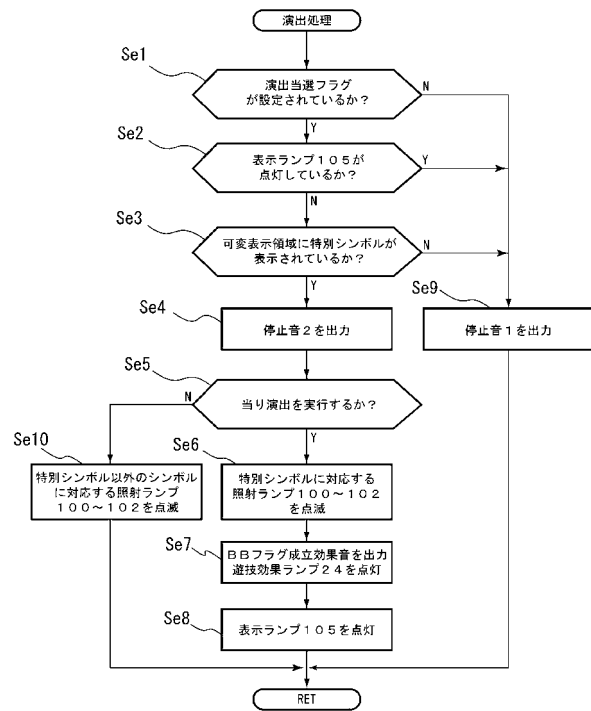 演出処理
Se1
演出当選フラグ
が設定されているか?
N
Y
Se2
表示ランプ105が
点灯しているか?
Y
N
Se3
可変表示領域に特別シンボルが
表示されているか?
N
Y
Se4
停止音2を出力
Se9
停止音1を出力
Se5
当り演出を実行するか?
N
Y
Se10
特別シンボル以外のシンボル
に対応する照射ランプ
100~102を点滅
Se6
特別シンボルに対応する
照射ランプ100~102
を点滅
Se7
BBフラグ成立効果音を出力
遊技効果ランプ24を点灯
Se8
表示ランプ105を点灯
RET